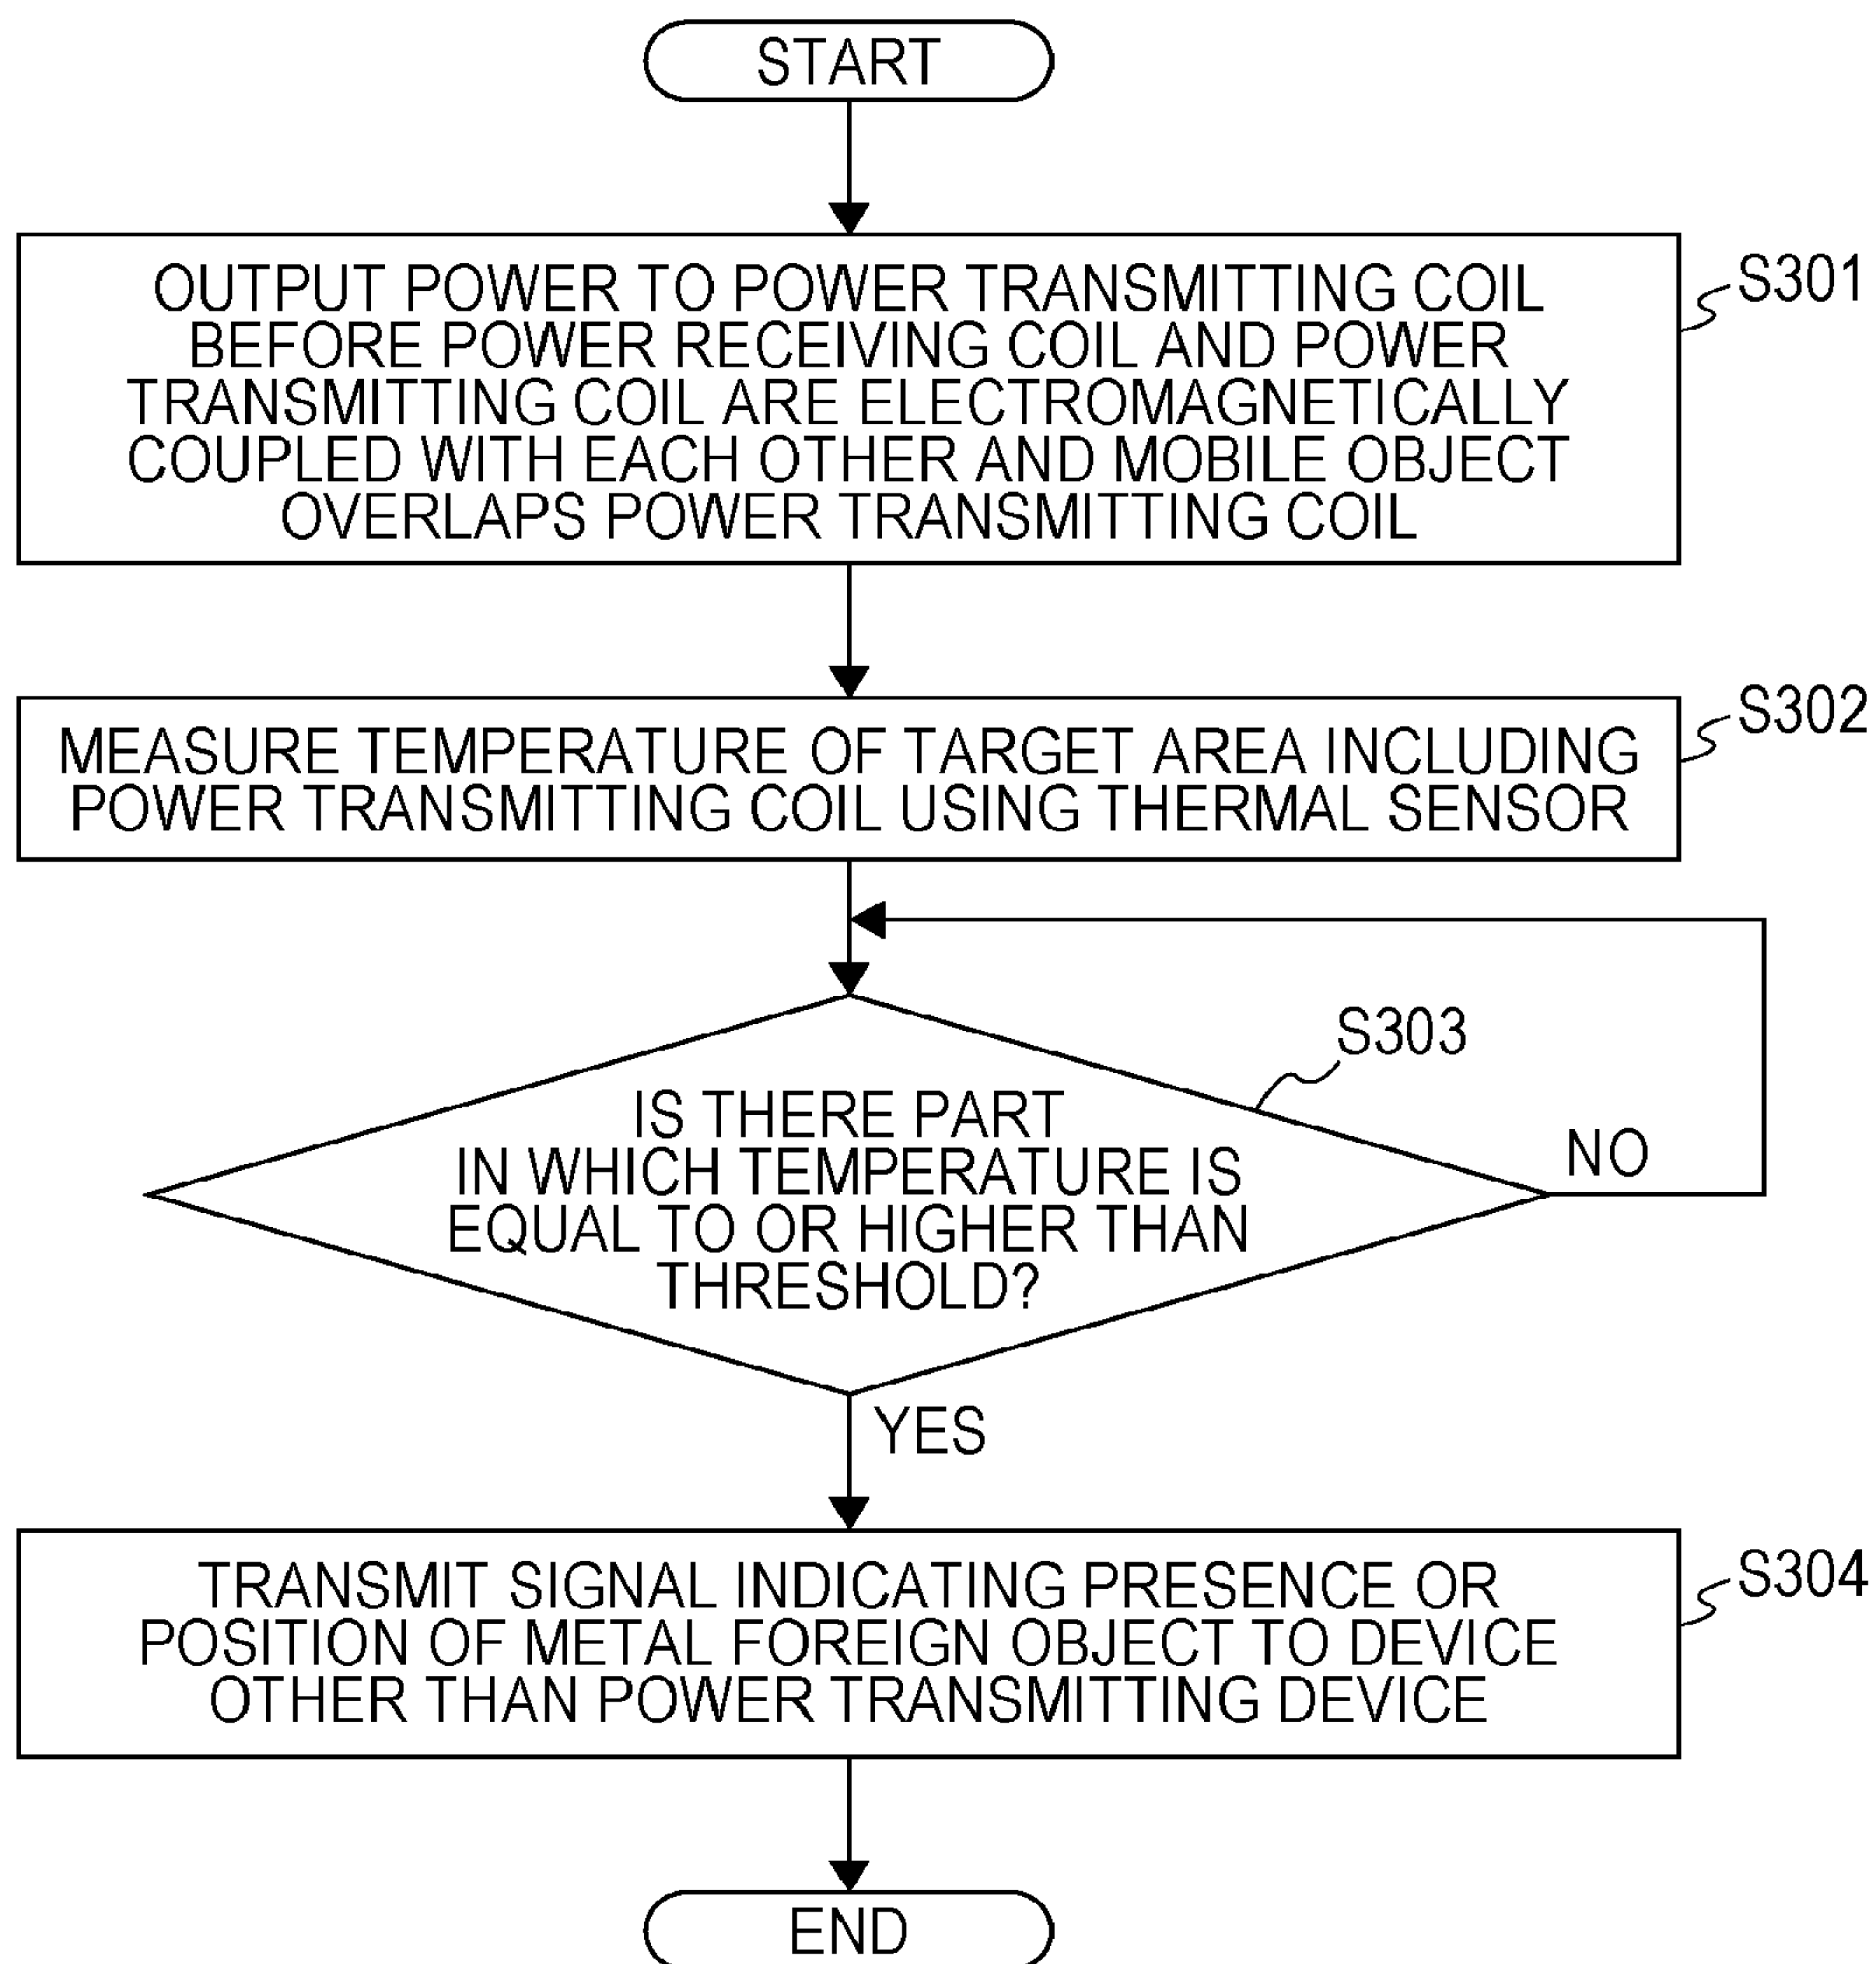 START
OUTPUT POWER TO POWER TRANSMITTING COIL
BEFORE POWER RECEIVING COIL AND POWER
TRANSMITTING COIL ARE ELECTROMAGNETICALLY
COUPLED WITH EACH OTHER AND MOBILE OBJECT
OVERLAPS POWER TRANSMITTING COIL
S301
MEASURE TEMPERATURE OF TARGET AREA INCLUDING
POWER TRANSMITTING COIL USING THERMAL SENSOR
S302
S303
IS THERE PART
IN WHICH TEMPERATURE IS
EQUAL TO OR HIGHER THAN
THRESHOLD?
NO
YES
TRANSMIT SIGNAL INDICATING PRESENCE OR
POSITION OF METAL FOREIGN OBJECT TO DEVICE
OTHER THAN POWER TRANSMITTING DEVICE
S304
END